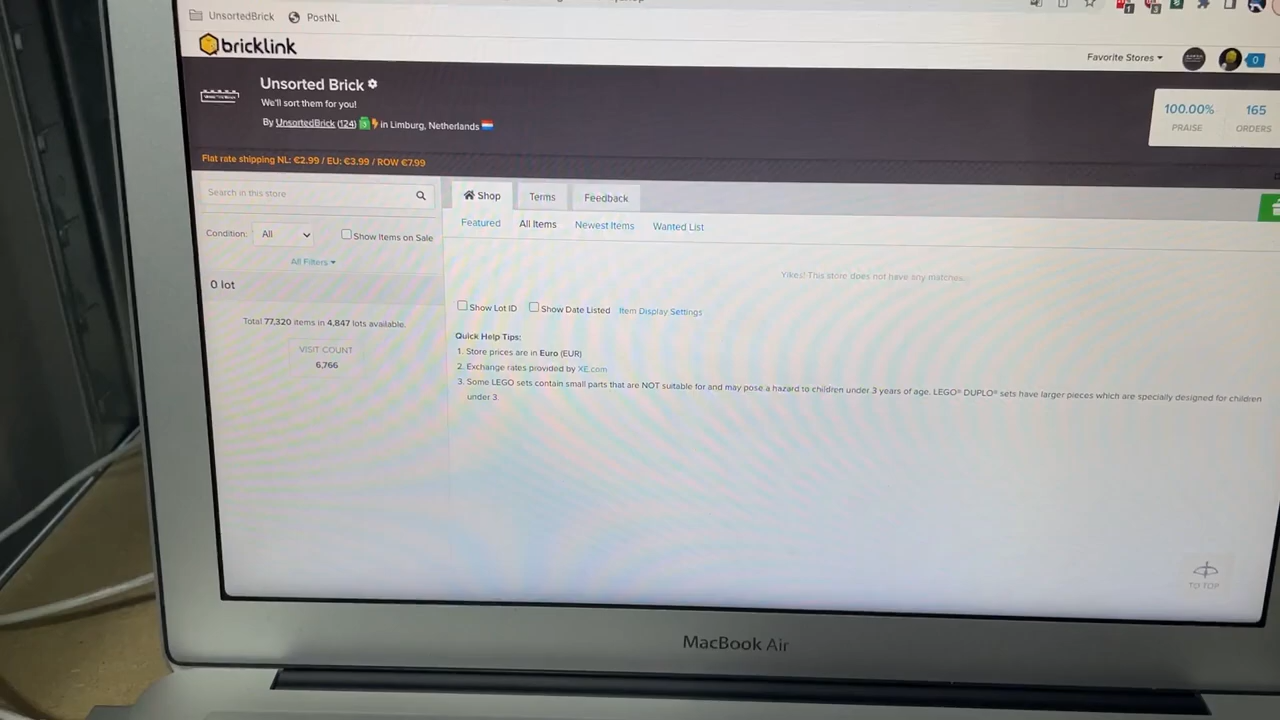 UnsortedBrick PostNL
bricklink
Favorite Stores
0
Unsorted Brick
We'll sort them for you!
By UnsortedBrick (124) in Limburg, Netherlands
100.00% 165
PRAISE ORDERS
Flat rate shipping NL: €2.99 / EU: €3.99 / ROW €7.99
Search in this store
Shop Terms Feedback
Featured All Items Newest Items Wanted List
Condition: All Show Items on Sale
All Filters
0 lot
Yikes! This store does not have any matches.
Show Lot ID Show Date Listed Item Display Settings
Total 77,320 items in 4,847 lots available.
VISIT COUNT
6,766
Quick Help Tips:
1. Store prices are in Euro (EUR)
2. Exchange rates provided by XE.com
3. Some LEGO sets contain small parts that are NOT suitable for and may pose a hazard to children under 3 years of age. LEGO® DUPLO® sets have larger pieces which are specially designed for children
under 3.
TO TOP
MacBook Air